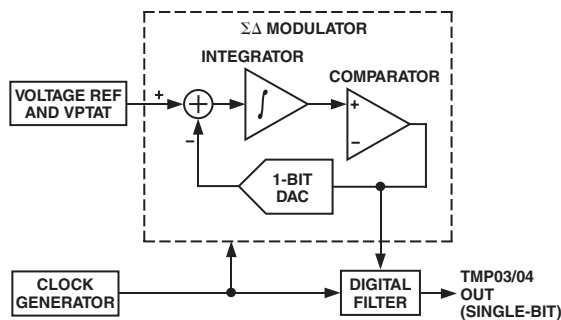 ΣΔ MODULATOR
INTEGRATOR
COMPARATOR
VOLTAGE REF
AND VPTAT
+
+
∫
+
−
−
1-BIT
DAC
CLOCK
GENERATOR
DIGITAL
FILTER
TMP03/04
OUT
(SINGLE-BIT)